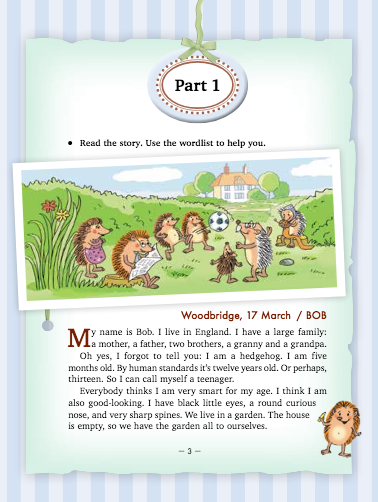 Part 1
• Read the story. Use the wordlist to help you.
Woodbridge, 17 March / BOB
My name is Bob. I live in England. I have a large family:
a mother, a father, two brothers, a granny and a grandpa.
Oh yes, I forgot to tell you: I am a hedgehog. I am five
months old. By human standards it's twelve years old. Or perhaps,
thirteen. So I can call myself a teenager.
Everybody thinks I am very smart for my age. I think I am
also good-looking. I have black little eyes, a round curious
nose, and very sharp spines. We live in a garden. The house
is empty, so we have the garden all to ourselves.
– 3 –